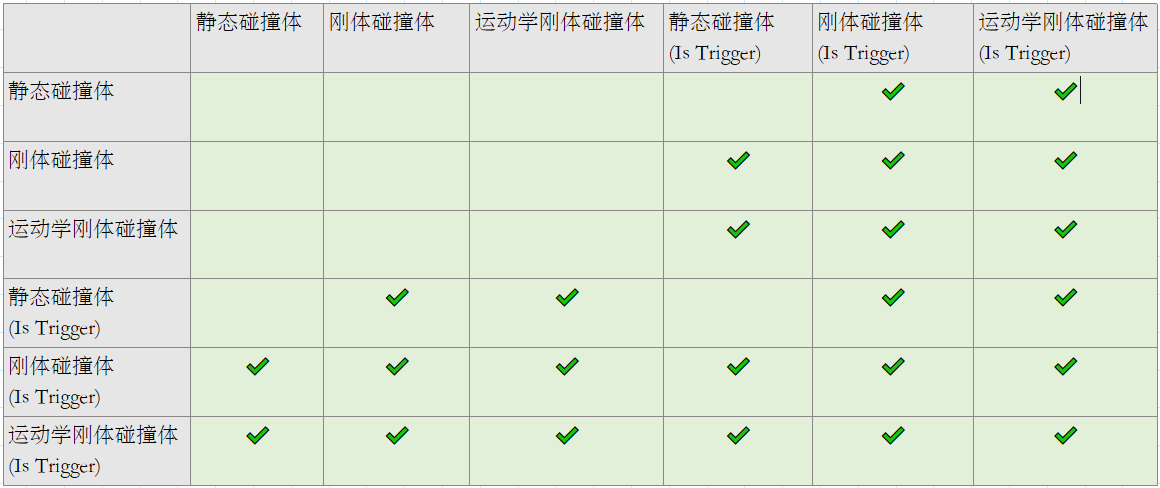 静态碰撞体 刚体碰撞体 运动学刚体碰撞体 静态碰撞体 刚体碰撞体 运动学刚体碰撞体
(Is Trigger) (Is Trigger) (Is Trigger)
静态碰撞体 ✔ ✔
刚体碰撞体 ✔ ✔ ✔
运动学刚体碰撞体 ✔ ✔ ✔
静态碰撞体 ✔ ✔ ✔ ✔
(Is Trigger)
刚体碰撞体 ✔ ✔ ✔ ✔ ✔ ✔
(Is Trigger)
运动学刚体碰撞体 ✔ ✔ ✔ ✔ ✔ ✔
(Is Trigger)